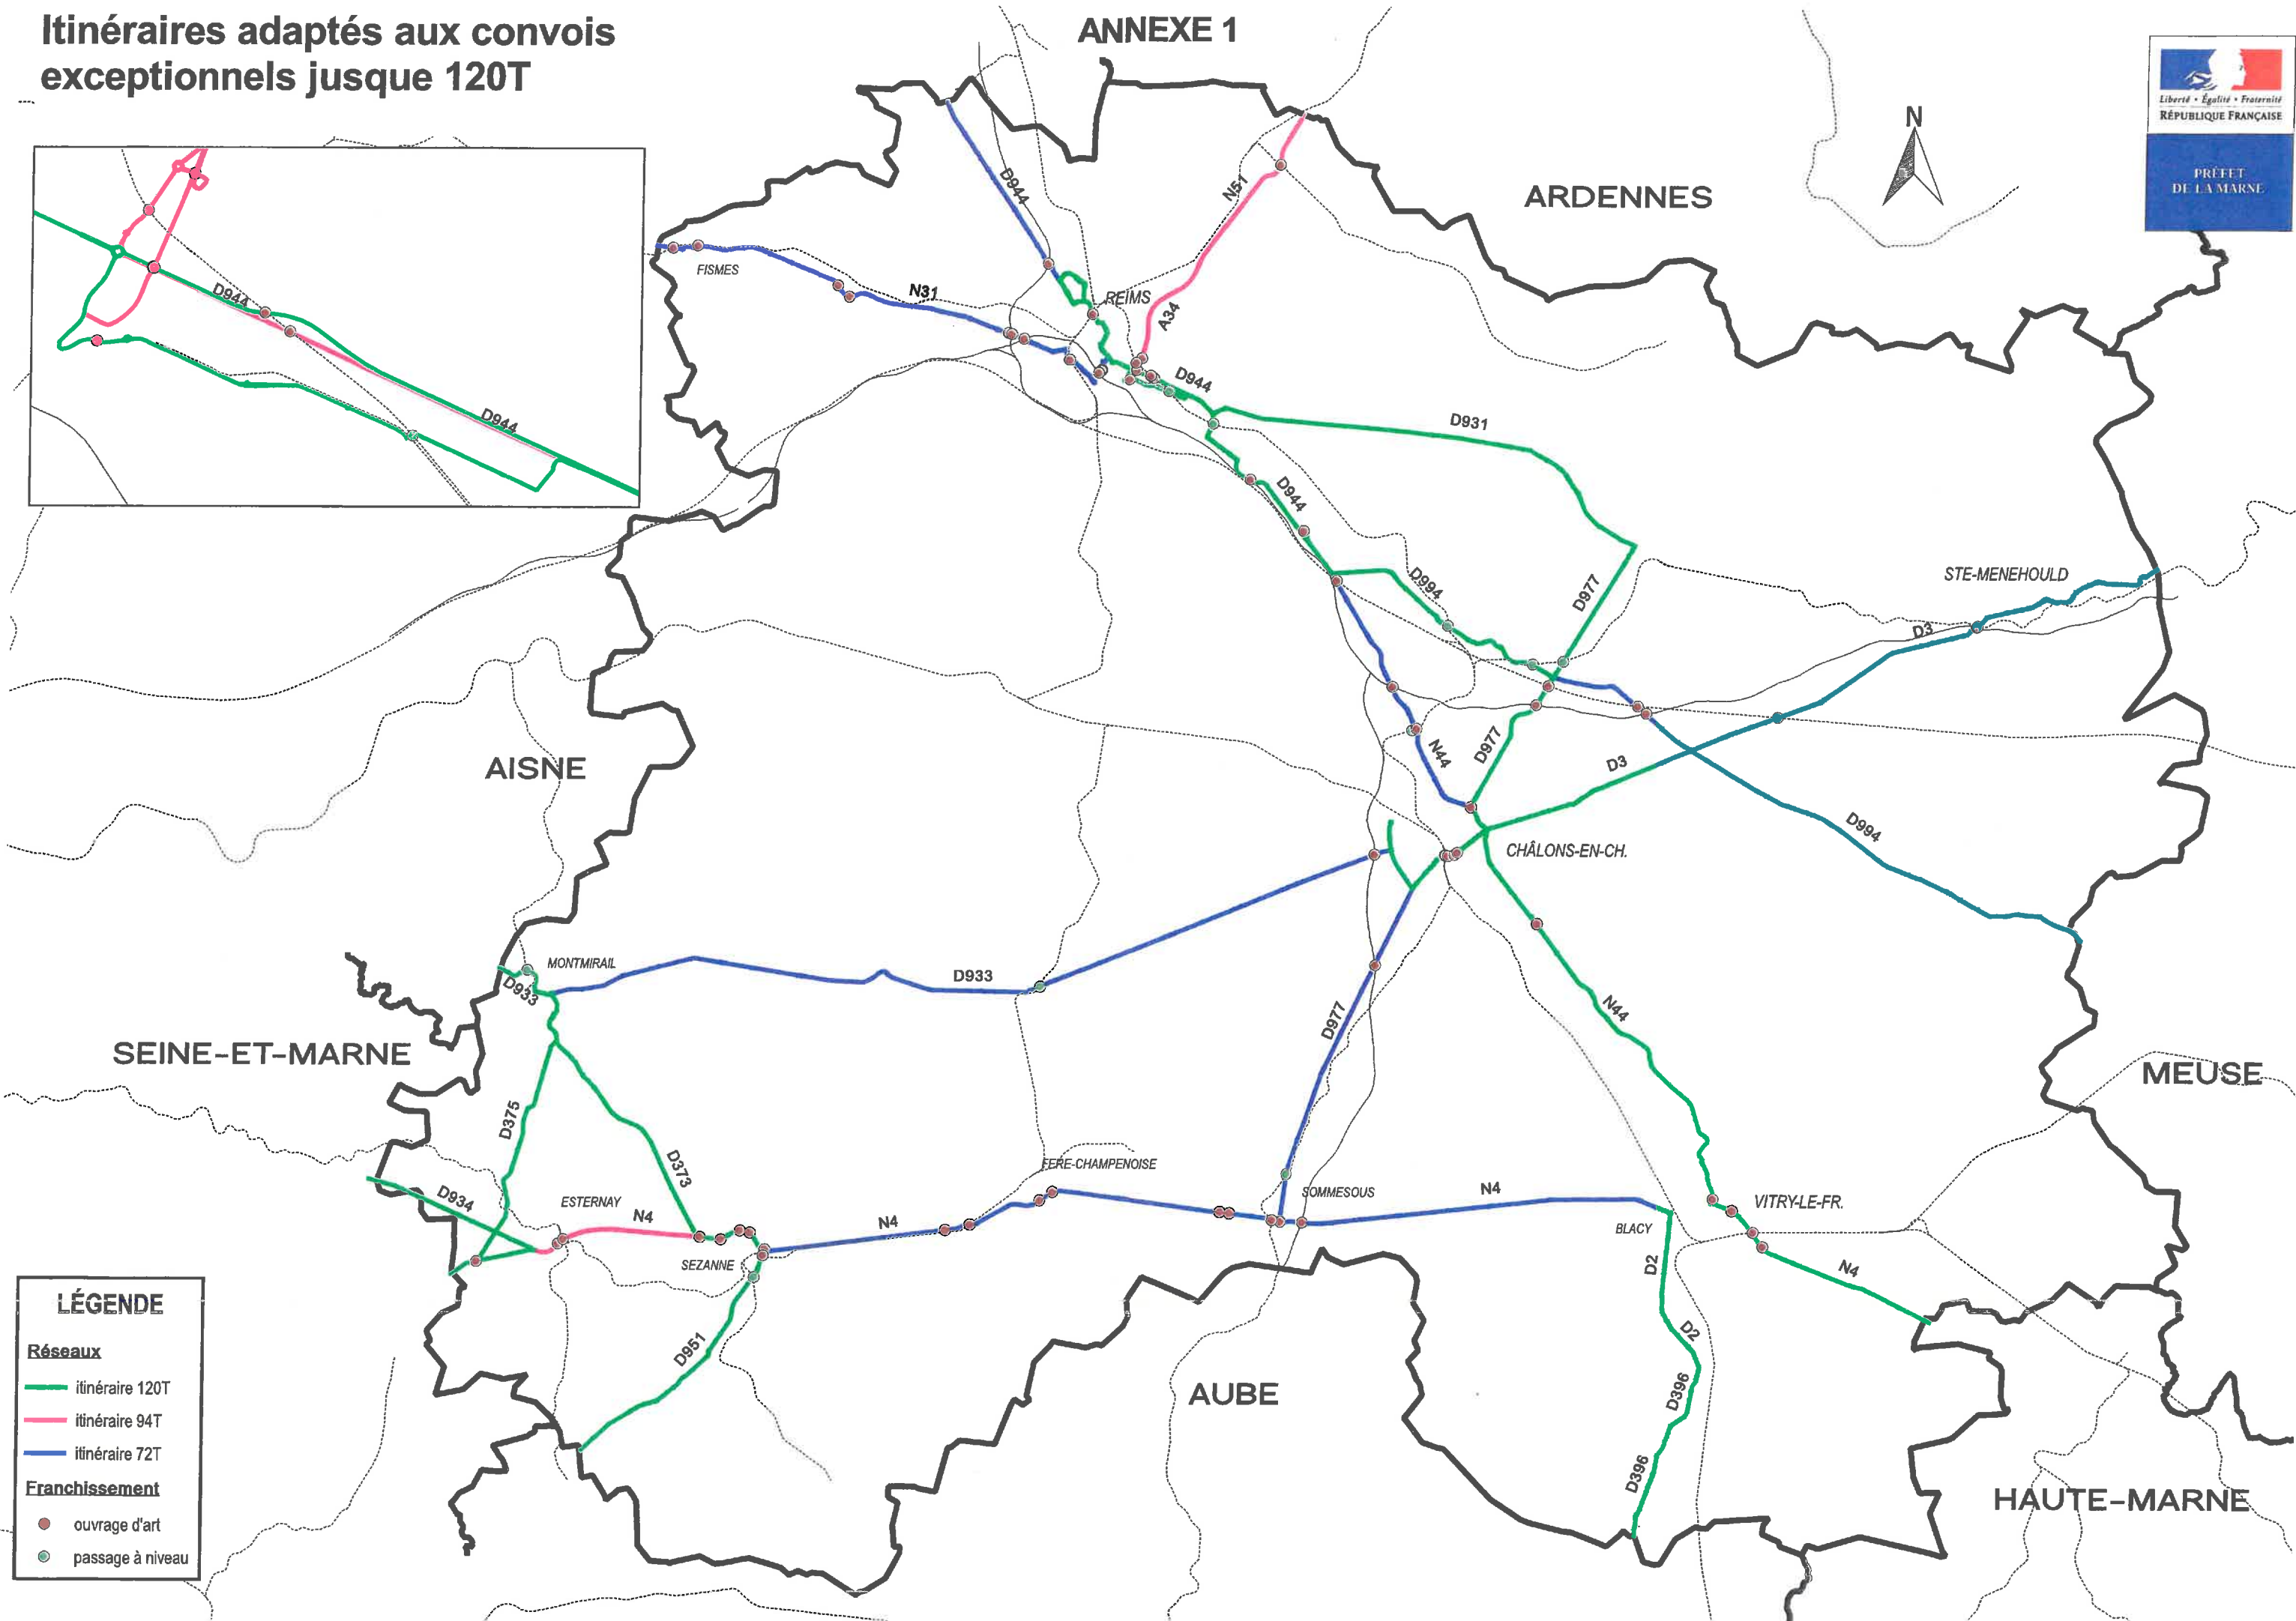 Itinéraires adaptés aux convois
exceptionnels jusque 120T
ANNEXE 1
N
Liberté • Égalité • Fraternité
RÉPUBLIQUE FRANÇAISE
PRÉFET
DE LA MARNE
ARDENNES
D944
N51
FISMES
N31
REIMS
A34
D944
D944
D944
D931
D944
D994
D977
STE-MENEHOULD
D3
AISNE
N44
D977
D3
D994
CHÂLONS-EN-CH.
MONTMIRAIL
D933
D933
D977
N44
SEINE-ET-MARNE
MEUSE
D375
D373
FERE-CHAMPENOISE
D934
ESTERNAY
N4
N4
SOMMESOUS
N4
VITRY-LE-FR.
BLACY
SEZANNE
D2
N4
D951
D2
AUBE
D396
D396
HAUTE-MARNE
LÉGENDE
Réseaux
itinéraire 120T
itinéraire 94T
itinéraire 72T
Franchissement
ouvrage d'art
passage à niveau